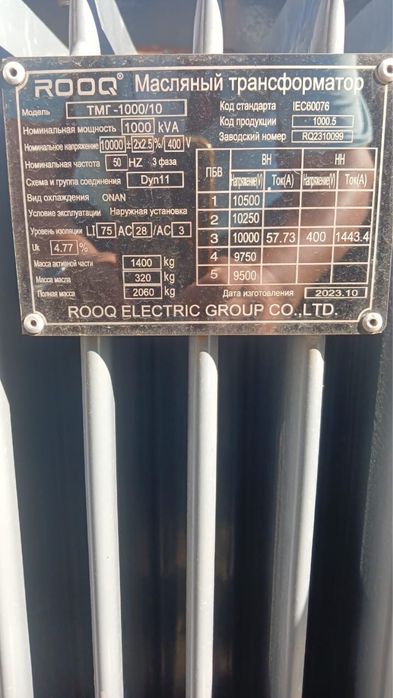 ROOQ® Масляный трансформатор
Модель ТМГ-1000/10
Код стандарта IEC60076
Номинальная мощность 1000 kVA
Код продукции 1000.5
Номинальное напряжение 10000 ± 2x2.5 % 400 V
Заводский номер RQ2310099
Номинальная частота 50 HZ 3 фаза
Схема и группа соединения Dyn11
Вид охлаждения ONAN
Условие эксплуатации Наружная установка
Уровень изоляции LI 75 AC 28 /AC 3
Uk 4.77 %
Масса активной части 1400 kg
Масса масла 320 kg
Полная масса 2060 kg
ПБВ ВН НН
Напряжение(V) Ток(A) Напряжение(V) Ток(A)
1 10500
2 10250
3 10000 57.73 400 1443.4
4 9750
5 9500
Дата изготовления 2023.10
ROOQ ELECTRIC GROUP CO.,LTD.